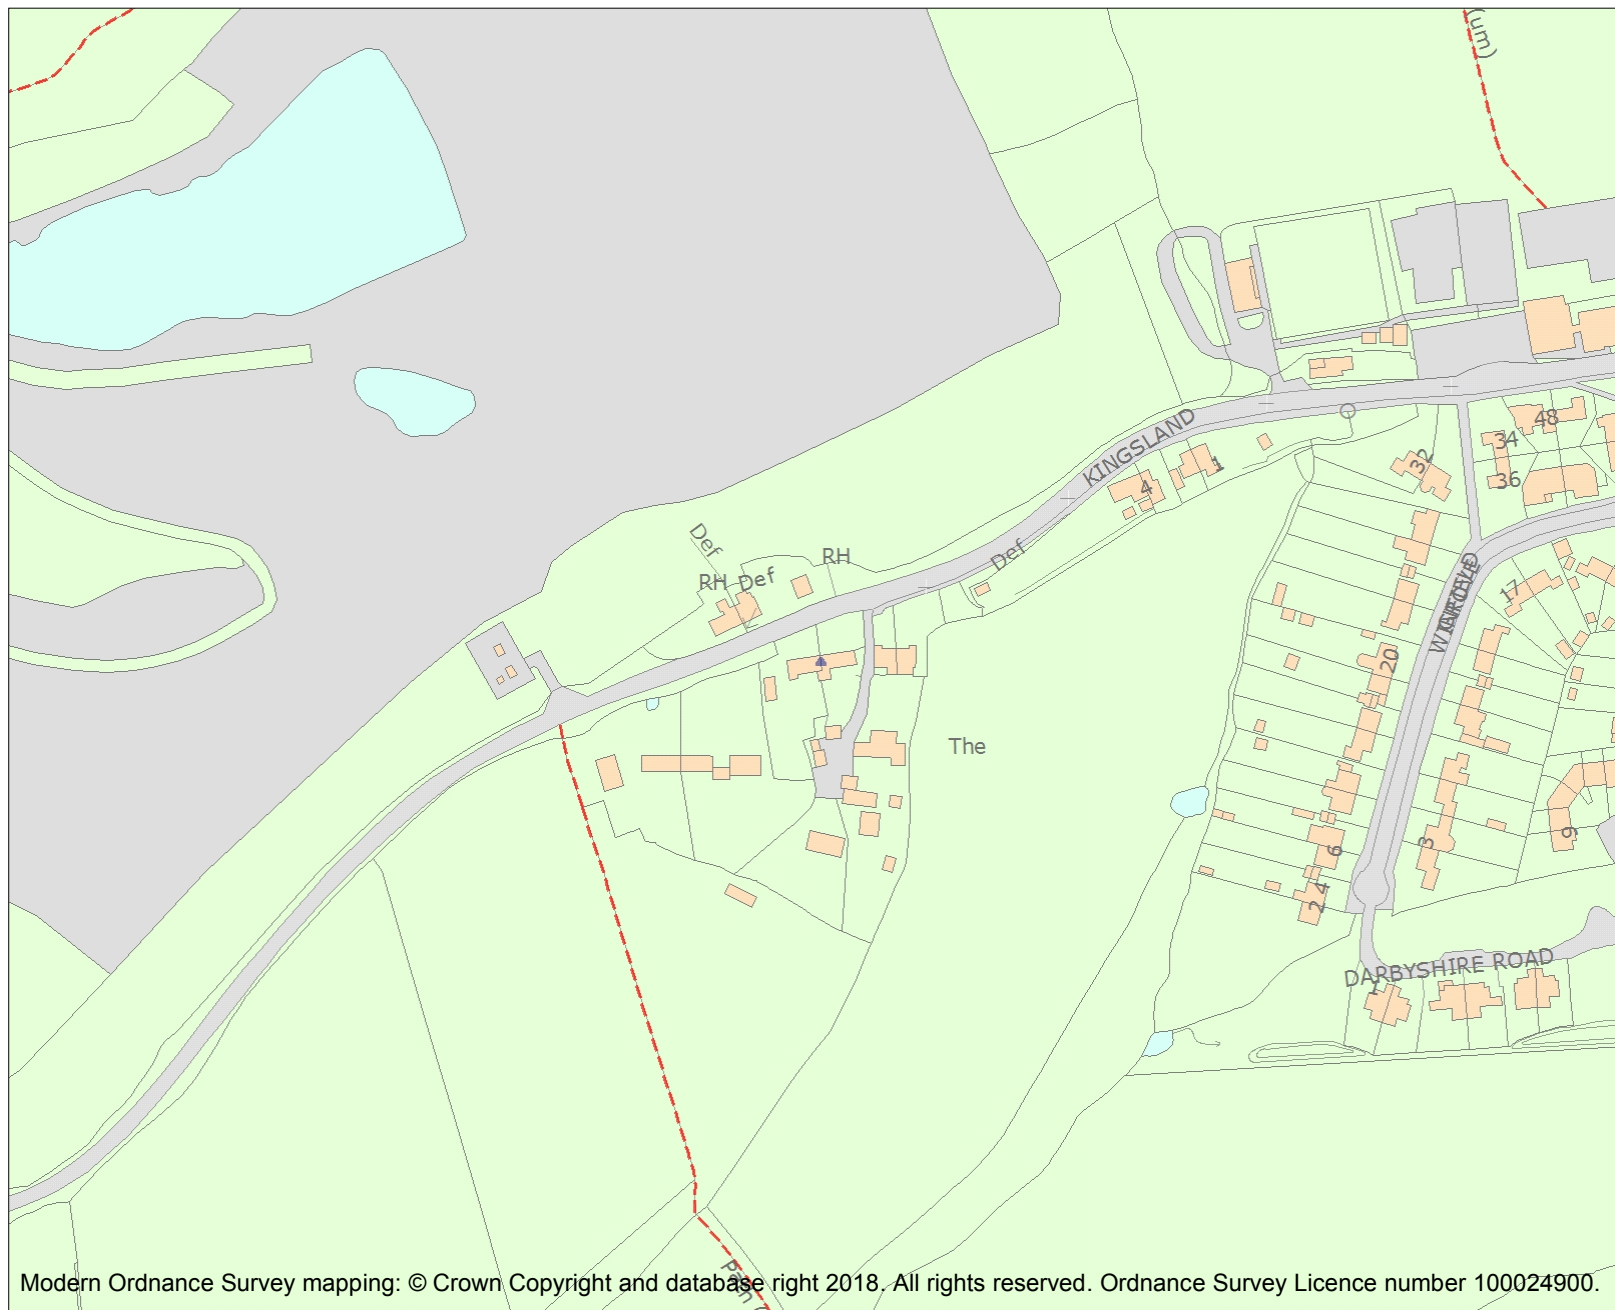 (um)
KINGSLAND
48
34
32
1
36
4
Def
Def
RH
RH
Def
17
20
The
3
6
9
2 4
DARBYSHIRE ROAD
1
Path (
Modern Ordnance Survey mapping: © Crown Copyright and database right 2018. All rights reserved. Ordnance Survey Licence number 100024900.